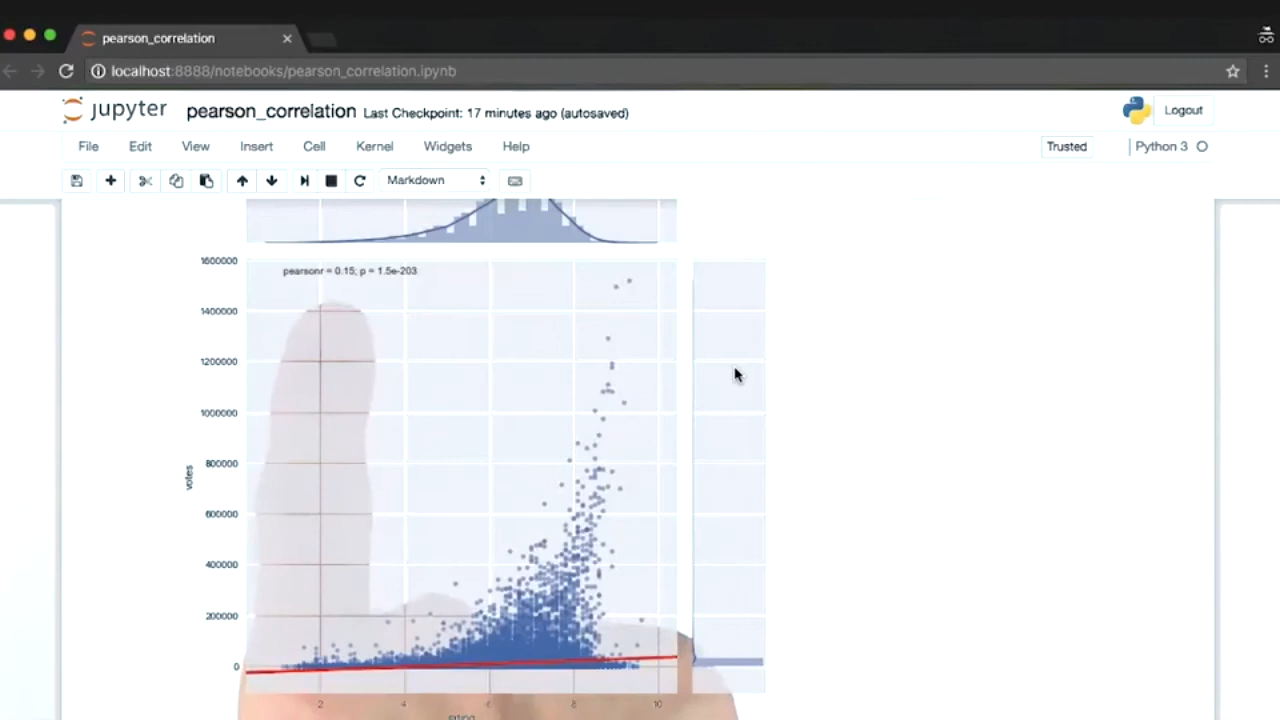 pearson_correlation
localhost:8888/notebooks/pearson_correlation.ipynb
jupyter pearson_correlation Last Checkpoint: 17 minutes ago (autosaved)
Logout
File Edit View Insert Cell Kernel Widgets Help
Trusted
Python 3
Markdown
1600000
pearsonr = 0.15; p = 1.5e-203
1400000
1200000
1000000
800000
votes
600000
400000
200000
0
2 4 6 8 10